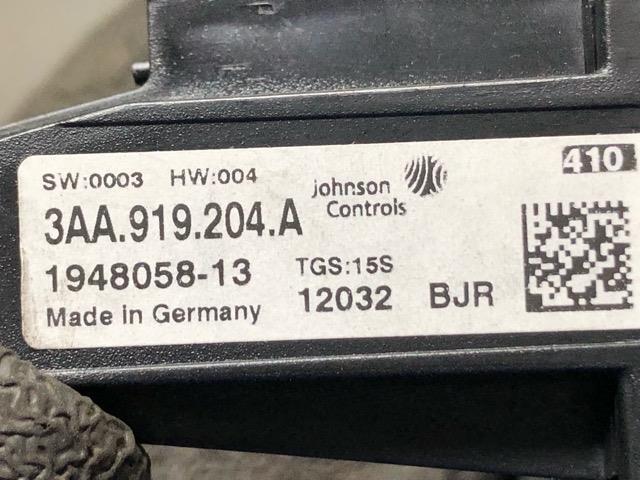 SW:0003 HW:004
Johnson Controls
410
3AA.919.204.A
1948058-13
TGS:15S
Made in Germany
12032 BJR